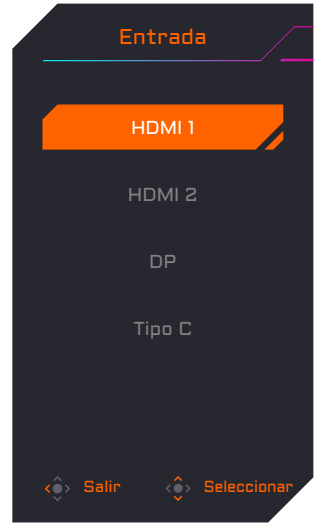 Entrada
HDMI 1
HDMI 2
DP
Tipo C
Salir Seleccionar